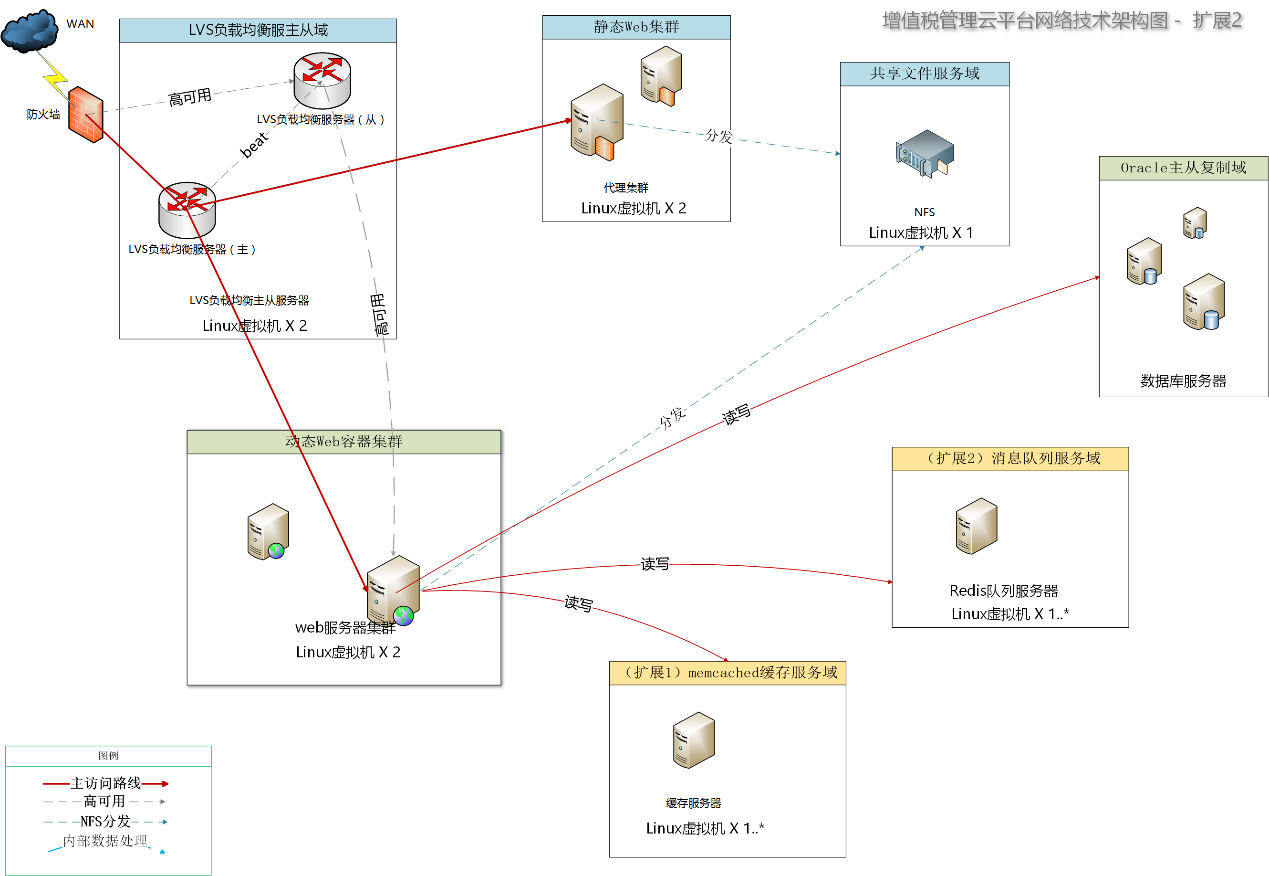 增值税管理云平台网络技术架构图 - 扩展2
WAN
防火墙
LVS负载均衡服主从域
高可用
LVS负载均衡服务器（从）
beat
LVS负载均衡服务器（主）
LVS负载均衡主从服务器
Linux虚拟机 X 2
高可用
静态Web集群
代理集群
Linux虚拟机 X 2
分发
共享文件服务域
NFS
Linux虚拟机 X 1
Oracle主从复制域
数据库服务器
分发
读写
动态Web容器集群
web服务器集群
Linux虚拟机 X 2
读写
读写
（扩展2）消息队列服务域
Redis队列服务器
Linux虚拟机 X 1..*
（扩展1）memcached缓存服务域
缓存服务器
Linux虚拟机 X 1..*
图例
主访问路线
高可用
NFS分发
内部数据处理